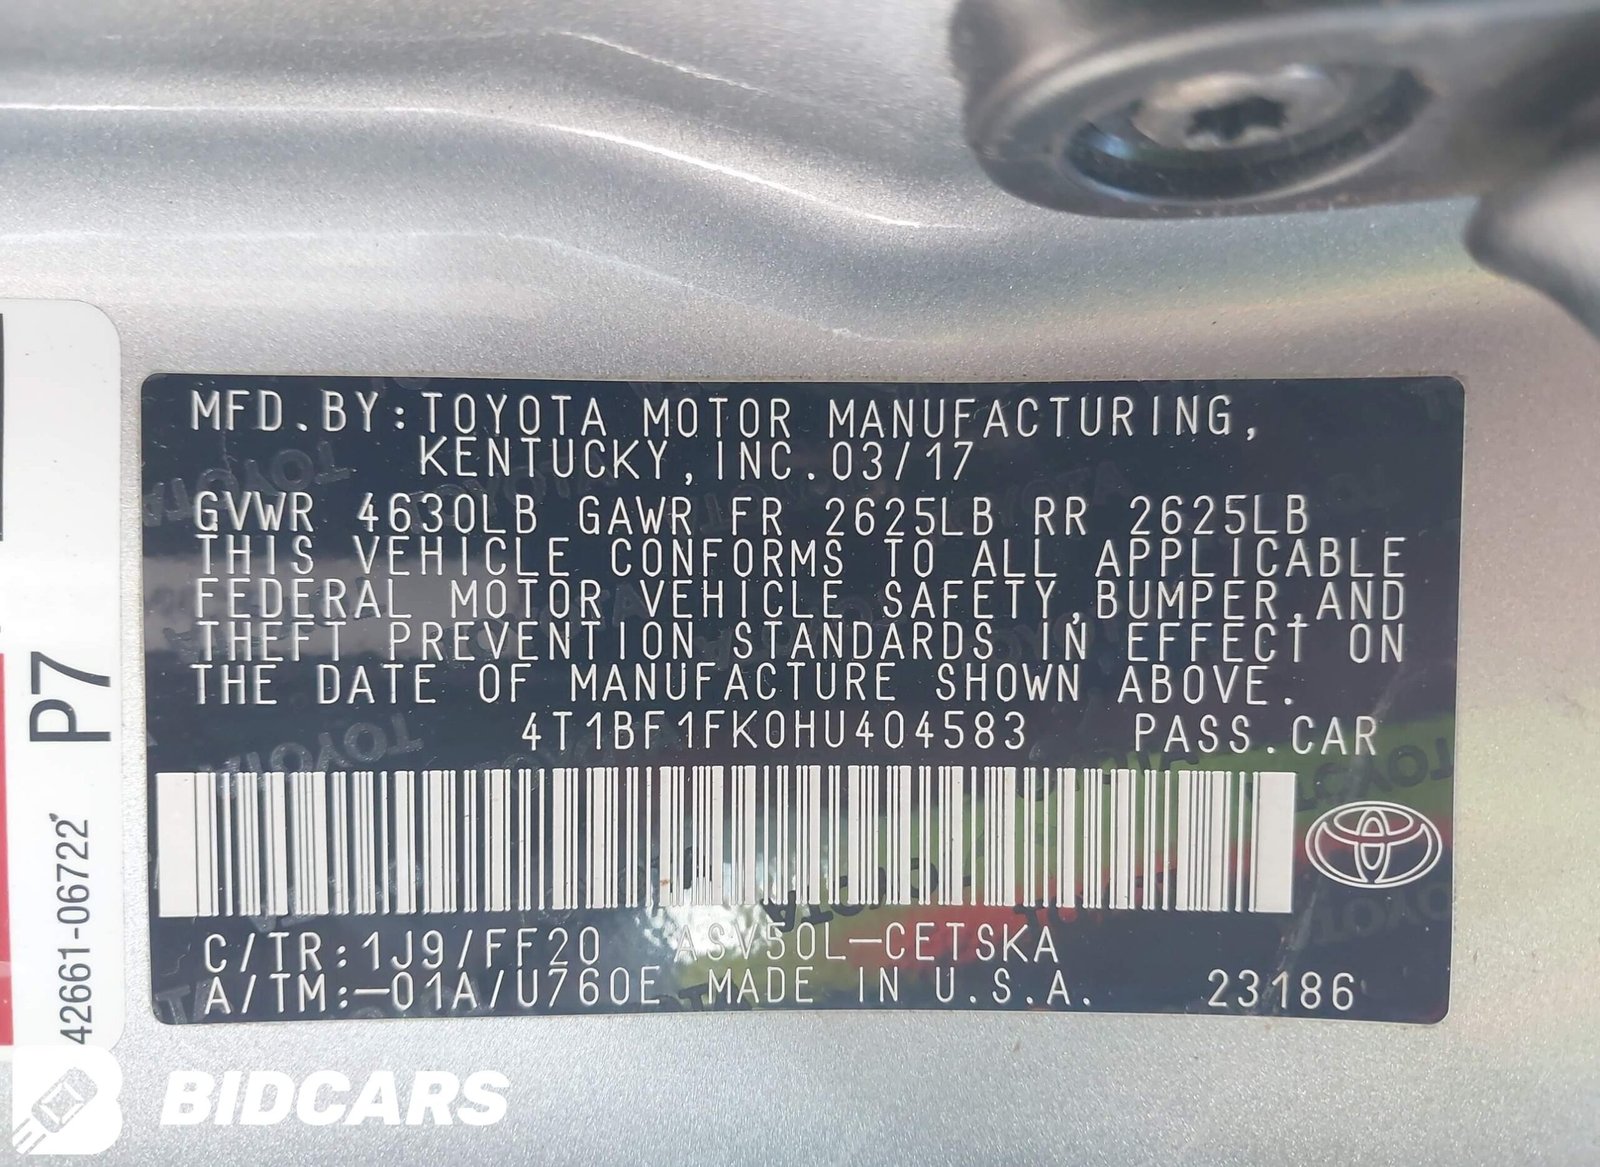 MFD.BY:TOYOTA MOTOR MANUFACTURING,
KENTUCKY,INC.03/17
GVWR 4630LB GAWR FR 2625LB RR 2625LB
THIS VEHICLE CONFORMS TO ALL APPLICABLE
FEDERAL MOTOR VEHICLE SAFETY,BUMPER,AND
THEFT PREVENTION STANDARDS IN EFFECT ON
THE DATE OF MANUFACTURE SHOWN ABOVE.
4T1BF1FK0HU404583 PASS.CAR
C/TR:1J9/FF20 ASV50L-CETSKA
A/TM:-01A/U760E MADE IN U.S.A. 23186
P7
42661-06722
BIDCARS